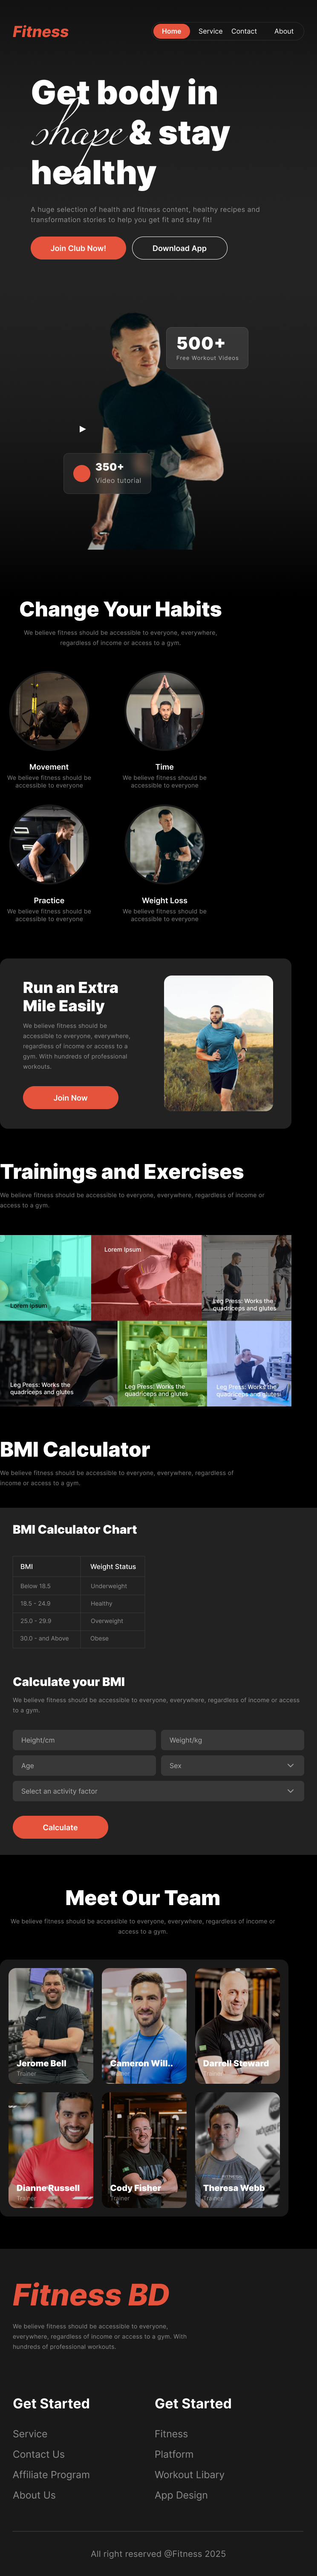 Fitness
Home
Service
Contact
About
Get body in
shape & stay
healthy
A huge selection of health and fitness content, healthy recipes and
transformation stories to help you get fit and stay fit!
Join Club Now!
Download App
500+
Free Workout Videos
350+
Video tutorial
Change Your Habits
We believe fitness should be accessible to everyone, everywhere,
regardless of income or access to a gym.
Movement
We believe fitness should be
accessible to everyone
Time
We believe fitness should be
accessible to everyone
Practice
We believe fitness should be
accessible to everyone
Weight Loss
We believe fitness should be
accessible to everyone
Run an Extra
Mile Easily
We believe fitness should be
accessible to everyone, everywhere,
regardless of income or access to a
gym. With hundreds of professional
workouts.
Join Now
Trainings and Exercises
We believe fitness should be accessible to everyone, everywhere, regardless of income or
access to a gym.
Lorem Ipsum
Lorem Ipsum
Leg Press: Works the
quadriceps and glutes
Leg Press: Works the
quadriceps and glutes
Leg Press: Works the
quadriceps and glutes
Leg Press: Works the
quadriceps and glutes
BMI Calculator
We believe fitness should be accessible to everyone, everywhere, regardless of
income or access to a gym.
BMI Calculator Chart
BMI
Weight Status
Below 18.5
Underweight
18.5 - 24.9
Healthy
25.0 - 29.9
Overweight
30.0 - and Above
Obese
Calculate your BMI
We believe fitness should be accessible to everyone, everywhere, regardless of income or access
to a gym.
Height/cm
Weight/kg
Age
Sex
Select an activity factor
Calculate
Meet Our Team
We believe fitness should be accessible to everyone, everywhere, regardless of income or
access to a gym.
Jerome Bell
Trainer
Cameron Will..
Trainer
YOUR
Darrell Steward
Trainer
Dianne Russell
Trainer
Cody Fisher
Trainer
FITNESS
Theresa Webb
Trainer
Fitness BD
We believe fitness should be accessible to everyone,
everywhere, regardless of income or access to a gym. With
hundreds of professional workouts.
Get Started
Service
Contact Us
Affiliate Program
About Us
Get Started
Fitness
Platform
Workout Libary
App Design
All right reserved @Fitness 2025